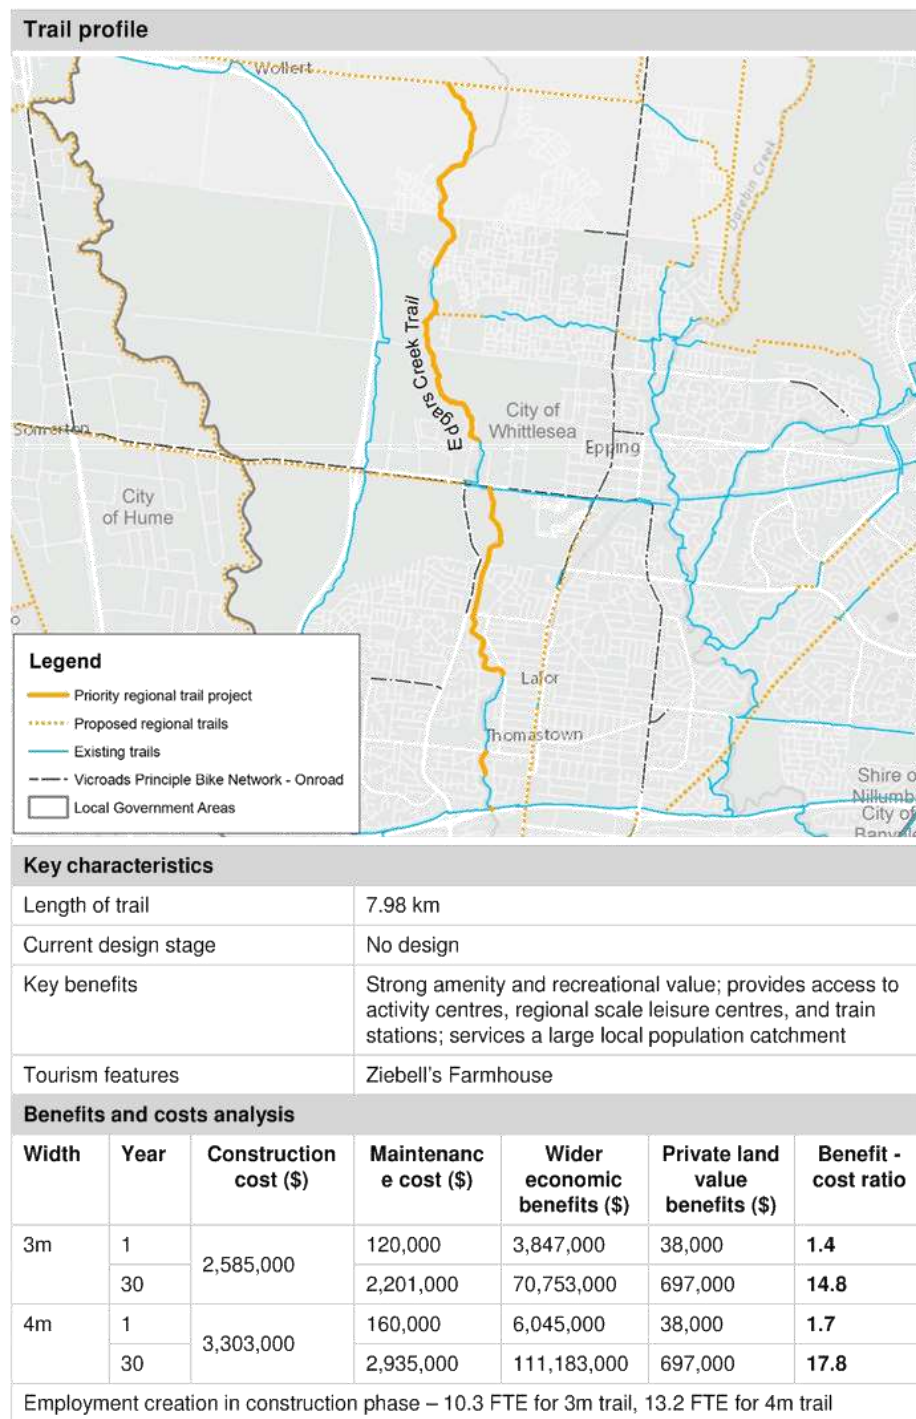 Trail profile
Wollert
Darebin Creek
Edgars Creek Trail
City of
Whittlesea
Epping
Somerton
City
of Hume
o
Legend
Priority regional trail project
Proposed regional trails
Existing trails
Vicroads Principle Bike Network - Onroad
Local Government Areas
Lalor
Thomastown
Shire o
Nillumb
City of
Banyule
Key characteristics
Length of trail 7.98 km
Current design stage No design
Key benefits Strong amenity and recreational value; provides access to
activity centres, regional scale leisure centres, and train
stations; services a large local population catchment
Tourism features Ziebell's Farmhouse
Benefits and costs analysis
Width Year Construction Maintenanc Wider Private land Benefit -
cost ($) e cost ($) economic value cost ratio
benefits ($) benefits ($)
3m 1 2,585,000 120,000 3,847,000 38,000 1.4
30 2,201,000 70,753,000 697,000 14.8
4m 1 3,303,000 160,000 6,045,000 38,000 1.7
30 2,935,000 111,183,000 697,000 17.8
Employment creation in construction phase – 10.3 FTE for 3m trail, 13.2 FTE for 4m trail